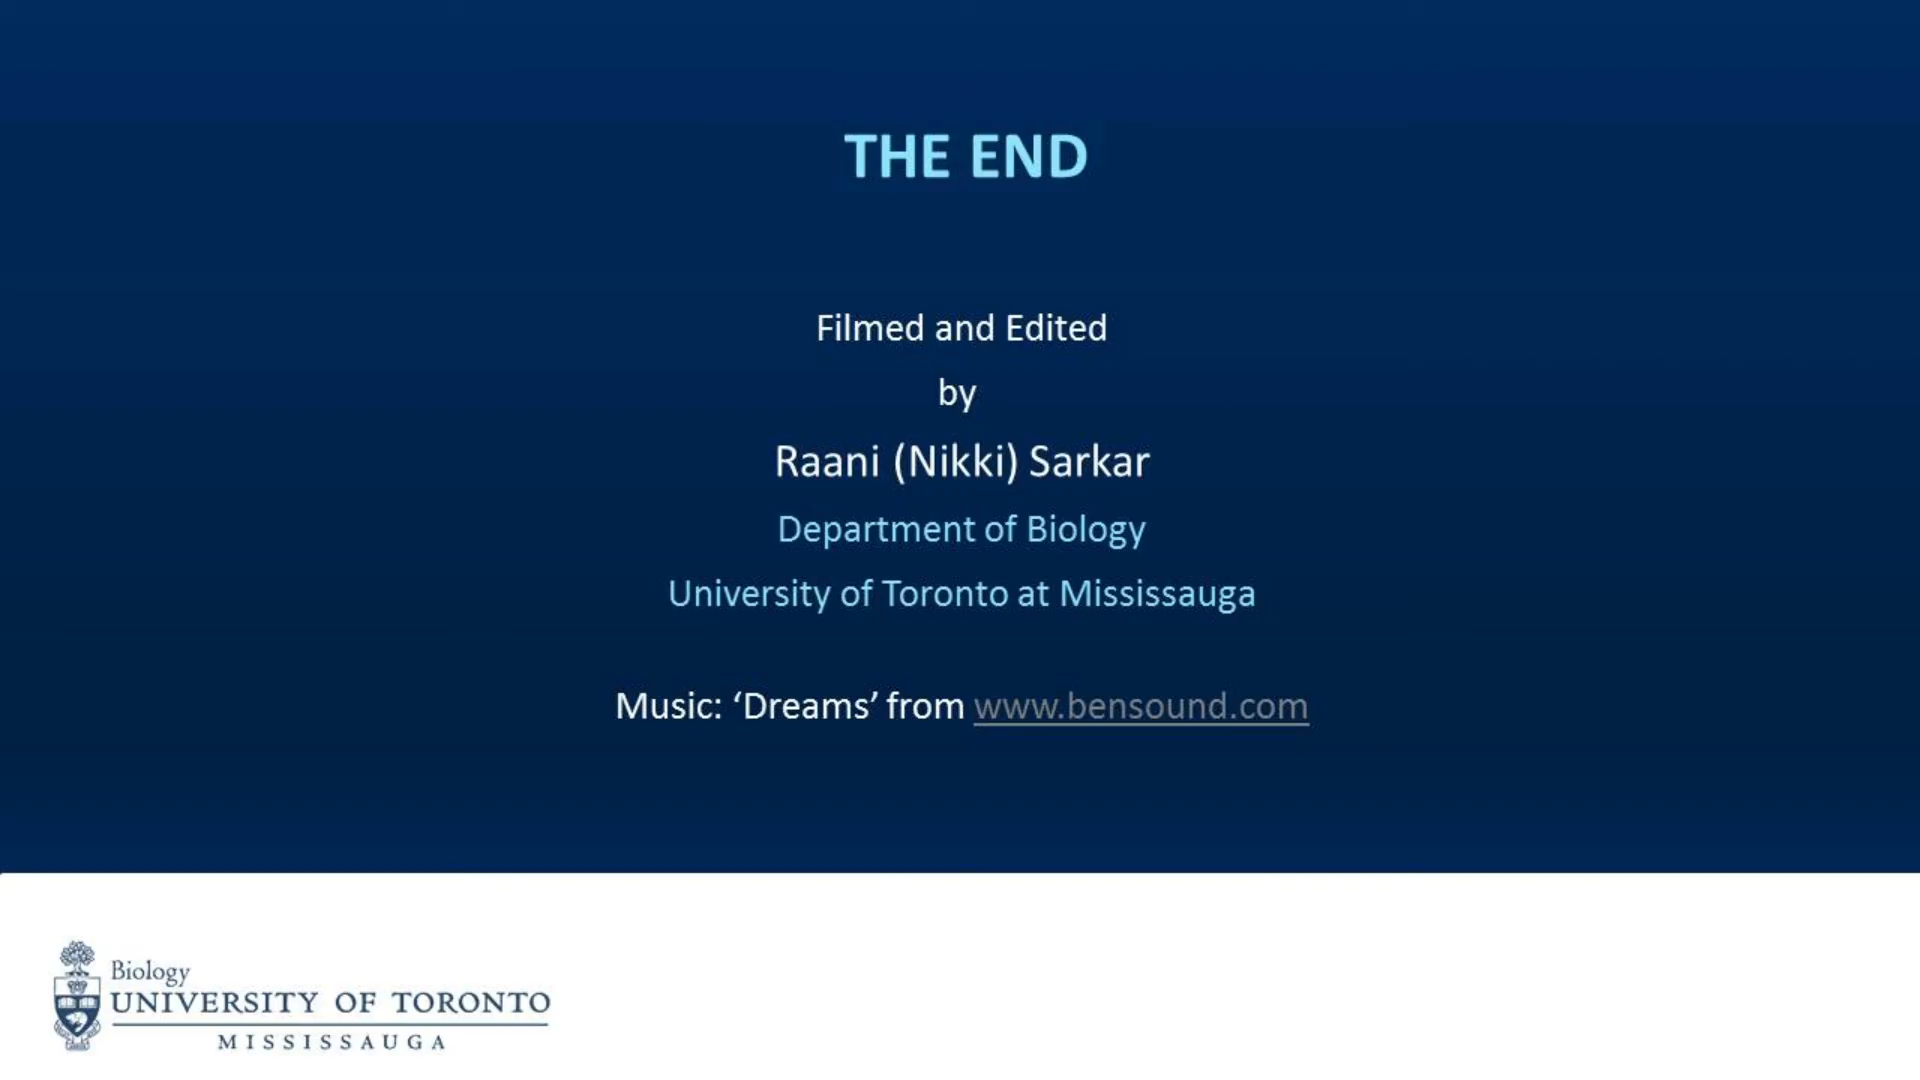 THE END
Filmed and Edited
by
Raani (Nikki) Sarkar
Department of Biology
University of Toronto at Mississauga
Music: ‘Dreams’ from www.bensound.com
Biology
UNIVERSITY OF TORONTO
MISSISSAUGA